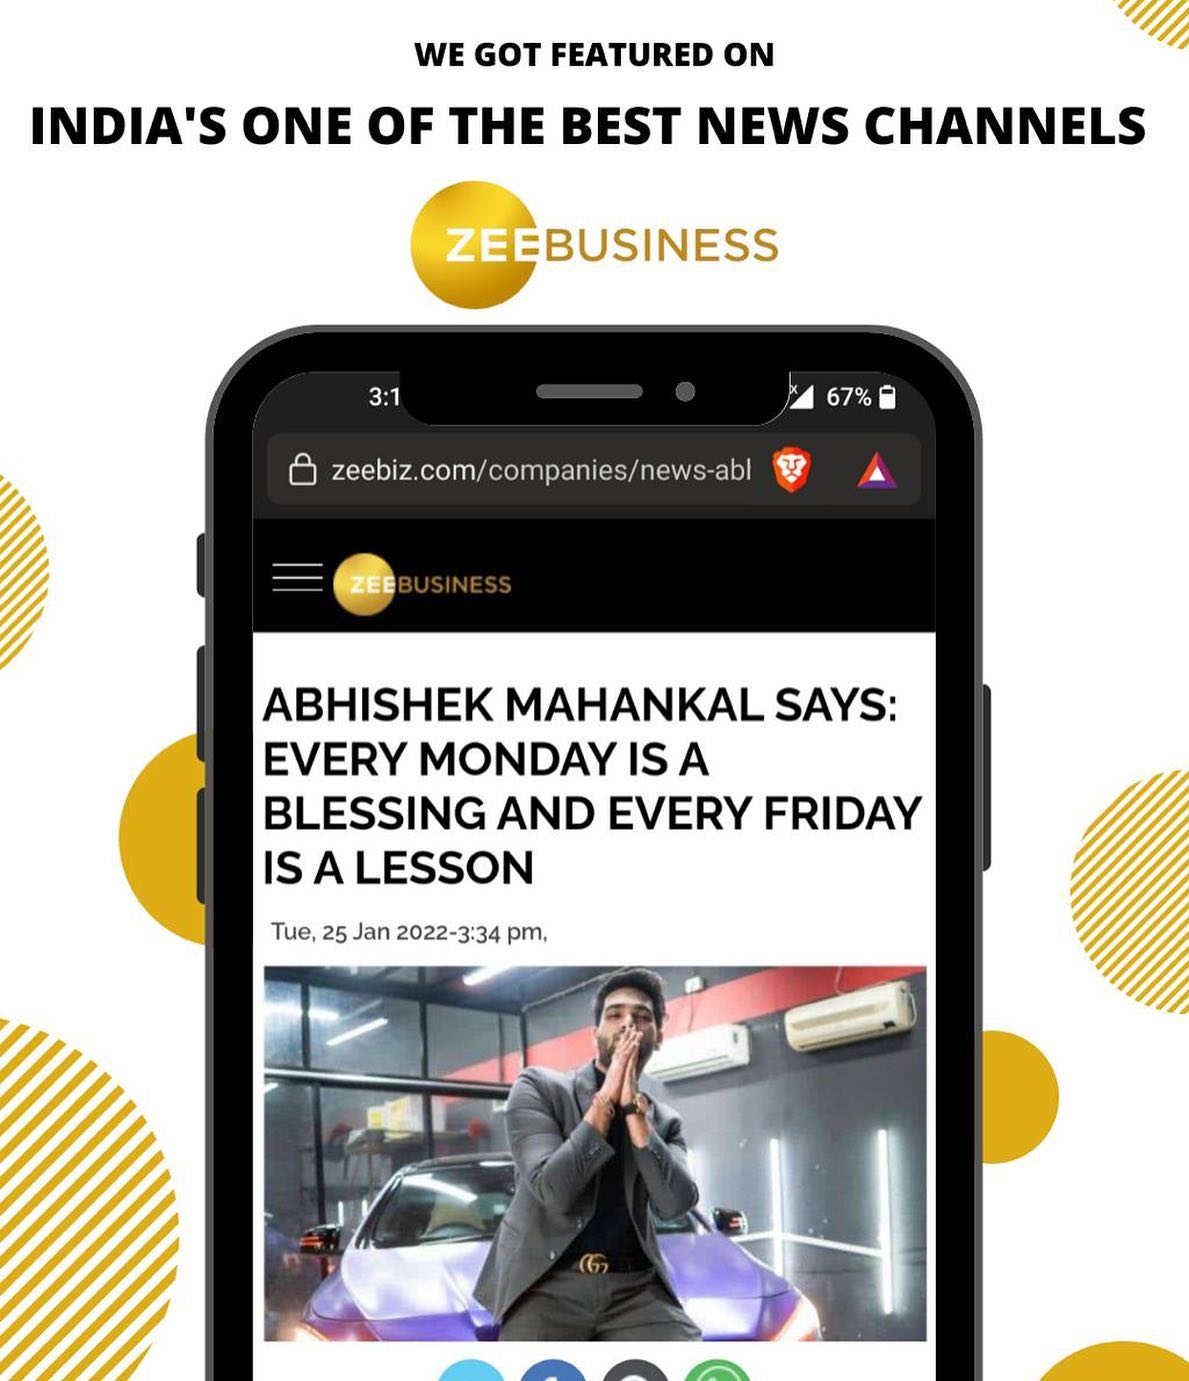 WE GOT FEATURED ON
INDIA'S ONE OF THE BEST NEWS CHANNELS
ZEEBUSINESS
3:1
67%
zeebiz.com/companies/news-abl
ZEEBUSINESS
ABHISHEK MAHANKAL SAYS:
EVERY MONDAY IS A
BLESSING AND EVERY FRIDAY
IS A LESSON
Tue, 25 Jan 2022-3:34 pm,